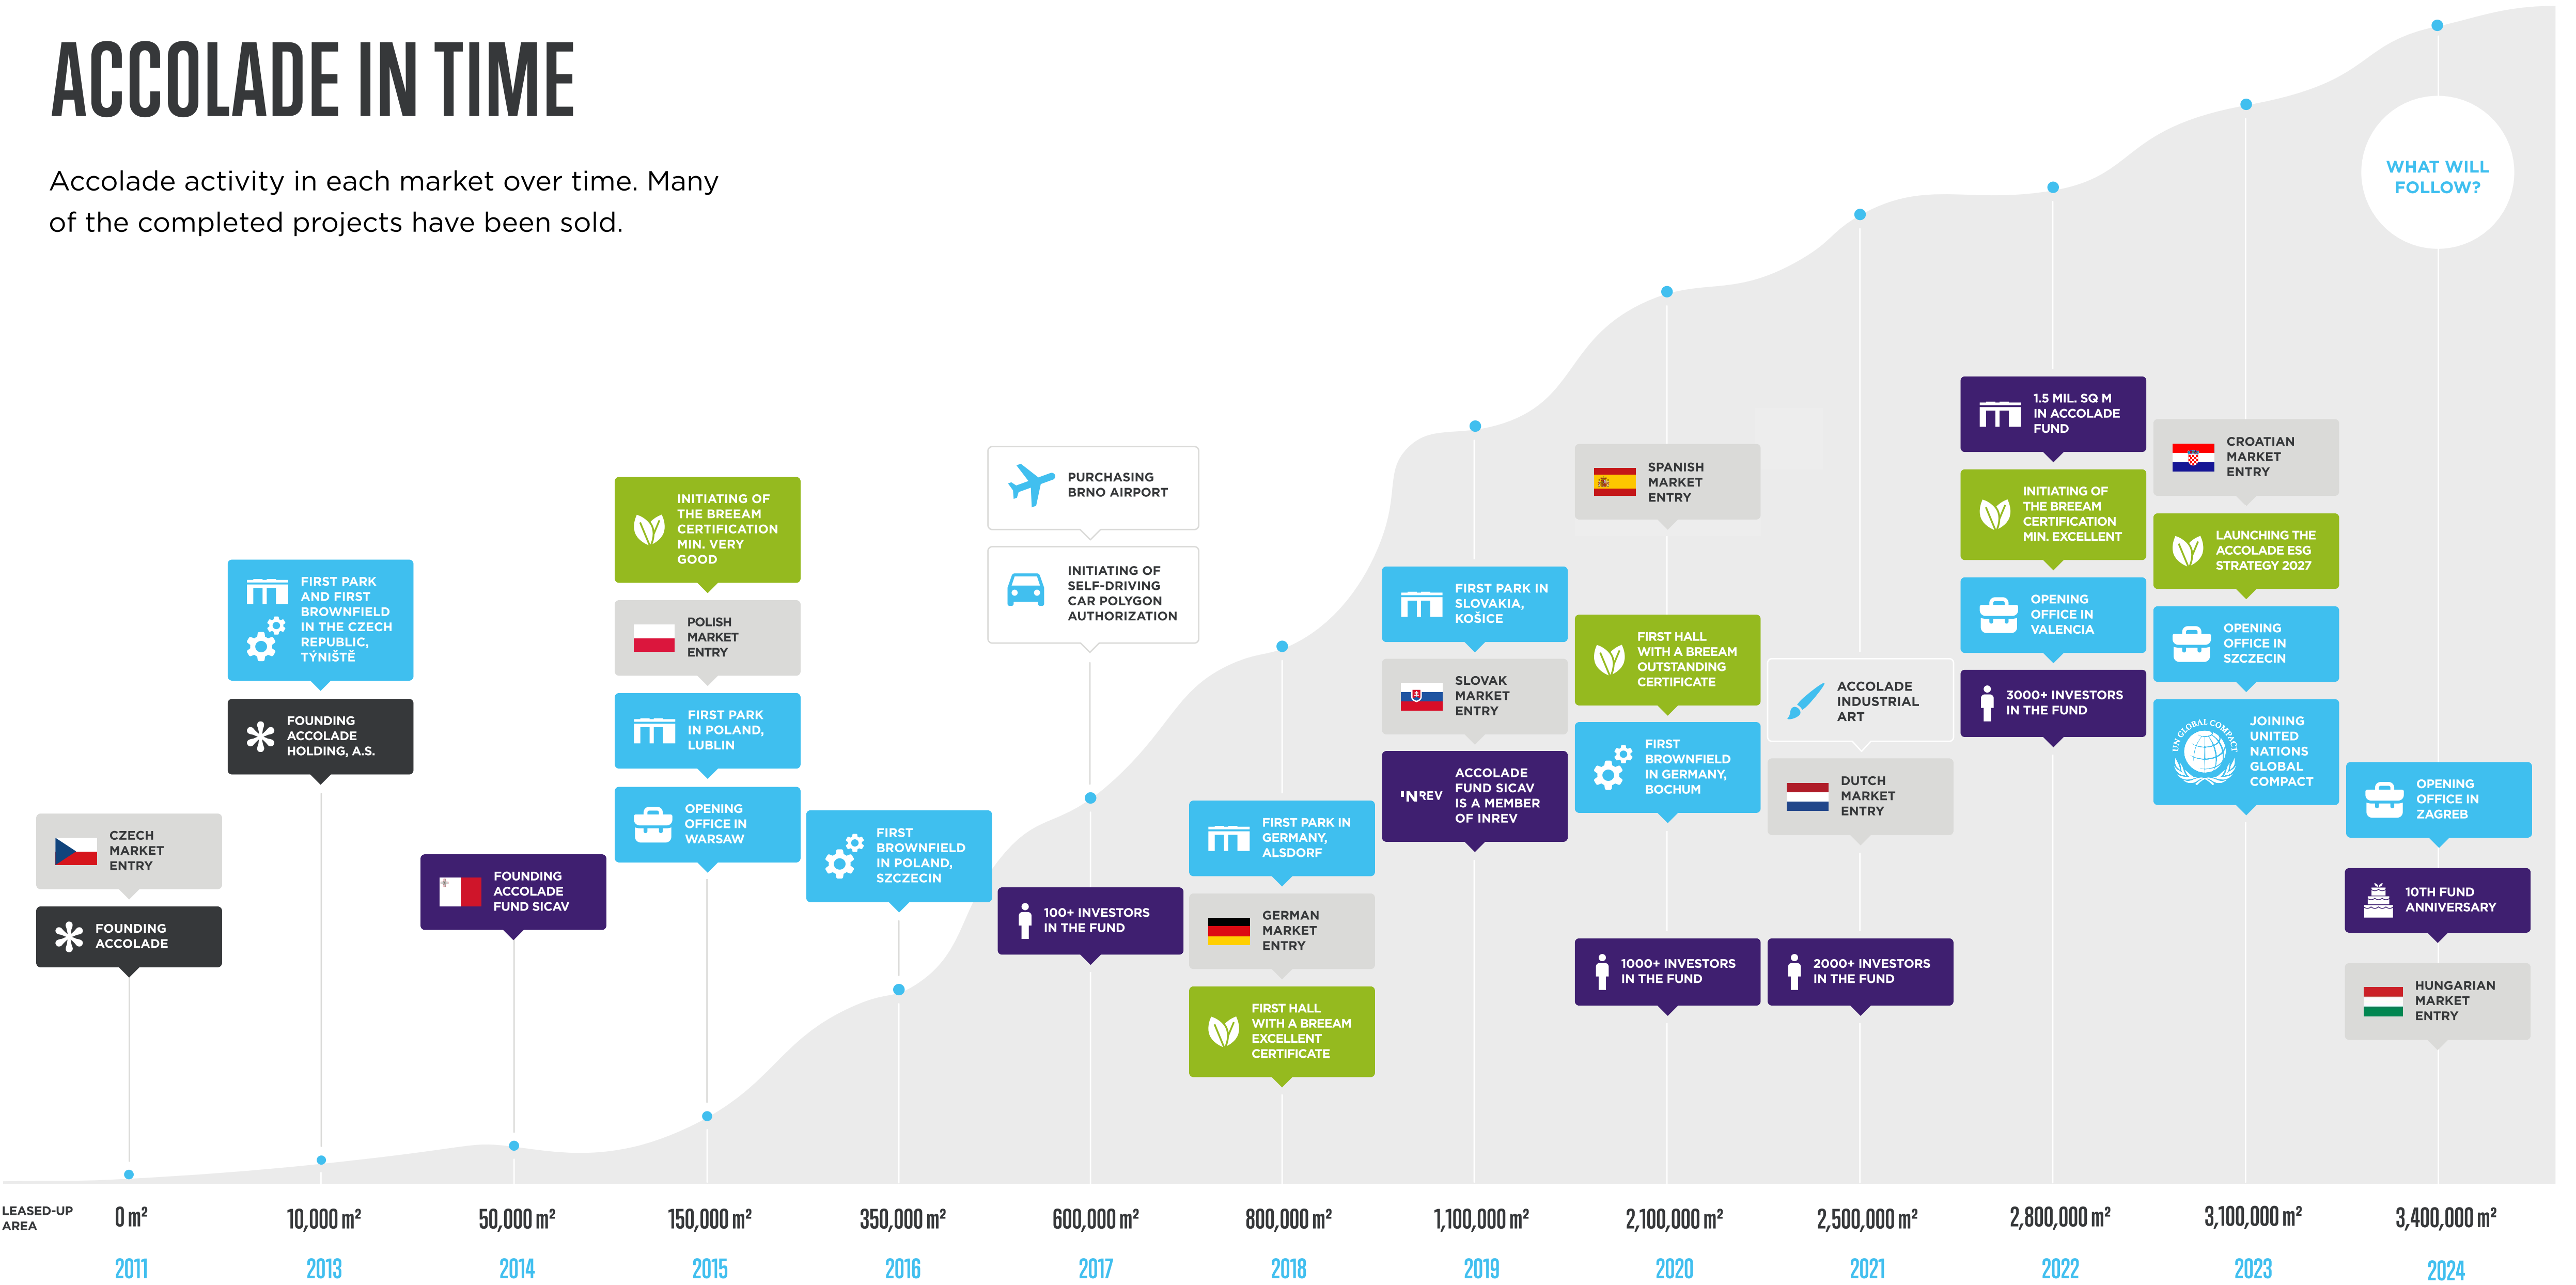 ACCOLADE IN TIME
Accolade activity in each market over time. Many
of the completed projects have been sold.
CZECH
MARKET
ENTRY
FOUNDING
ACCOLADE
FIRST PARK
AND FIRST
BROWNFIELD
IN THE CZECH
REPUBLIC,
TÝNIŠTĚ
FOUNDING
ACCOLADE
HOLDING, A.S.
FOUNDING
ACCOLADE
FUND SICAV
INITIATING OF
THE BREEAM
CERTIFICATION
MIN. VERY
GOOD
POLISH
MARKET
ENTRY
FIRST PARK
IN POLAND,
LUBLIN
OPENING
OFFICE IN
WARSAW
FIRST
BROWNFIELD
IN POLAND,
SZCZECIN
PURCHASING
BRNO AIRPORT
INITIATING OF
SELF-DRIVING
CAR POLYGON
AUTHORIZATION
100+ INVESTORS
IN THE FUND
FIRST PARK IN
GERMANY,
ALSDORF
GERMAN
MARKET
ENTRY
FIRST HALL
WITH A BREEAM
EXCELLENT
CERTIFICATE
FIRST PARK IN
SLOVAKIA,
KOŠICE
SLOVAK
MARKET
ENTRY
INREV
ACCOLADE
FUND SICAV
IS A MEMBER
OF INREV
SPANISH
MARKET
ENTRY
FIRST HALL
WITH A BREEAM
OUTSTANDING
CERTIFICATE
FIRST
BROWNFIELD
IN GERMANY,
BOCHUM
1000+ INVESTORS
IN THE FUND
ACCOLADE
INDUSTRIAL
ART
DUTCH
MARKET
ENTRY
2000+ INVESTORS
IN THE FUND
1.5 MIL. SQ M
IN ACCOLADE
FUND
INITIATING OF
THE BREEAM
CERTIFICATION
MIN. EXCELLENT
OPENING
OFFICE IN
VALENCIA
3000+ INVESTORS
IN THE FUND
CROATIAN
MARKET
ENTRY
LAUNCHING THE
ACCOLADE ESG
STRATEGY 2027
OPENING
OFFICE IN
SZCZECIN
UN GLOBAL COMPACT
JOINING
UNITED
NATIONS
GLOBAL
COMPACT
WHAT WILL
FOLLOW?
OPENING
OFFICE IN
ZAGREB
10TH FUND
ANNIVERSARY
HUNGARIAN
MARKET
ENTRY
LEASED-UP
AREA
0 m² 10,000 m² 50,000 m² 150,000 m² 350,000 m² 600,000 m² 800,000 m² 1,100,000 m² 2,100,000 m² 2,500,000 m² 2,800,000 m² 3,100,000 m² 3,400,000 m²
2011 2013 2014 2015 2016 2017 2018 2019 2020 2021 2022 2023 2024